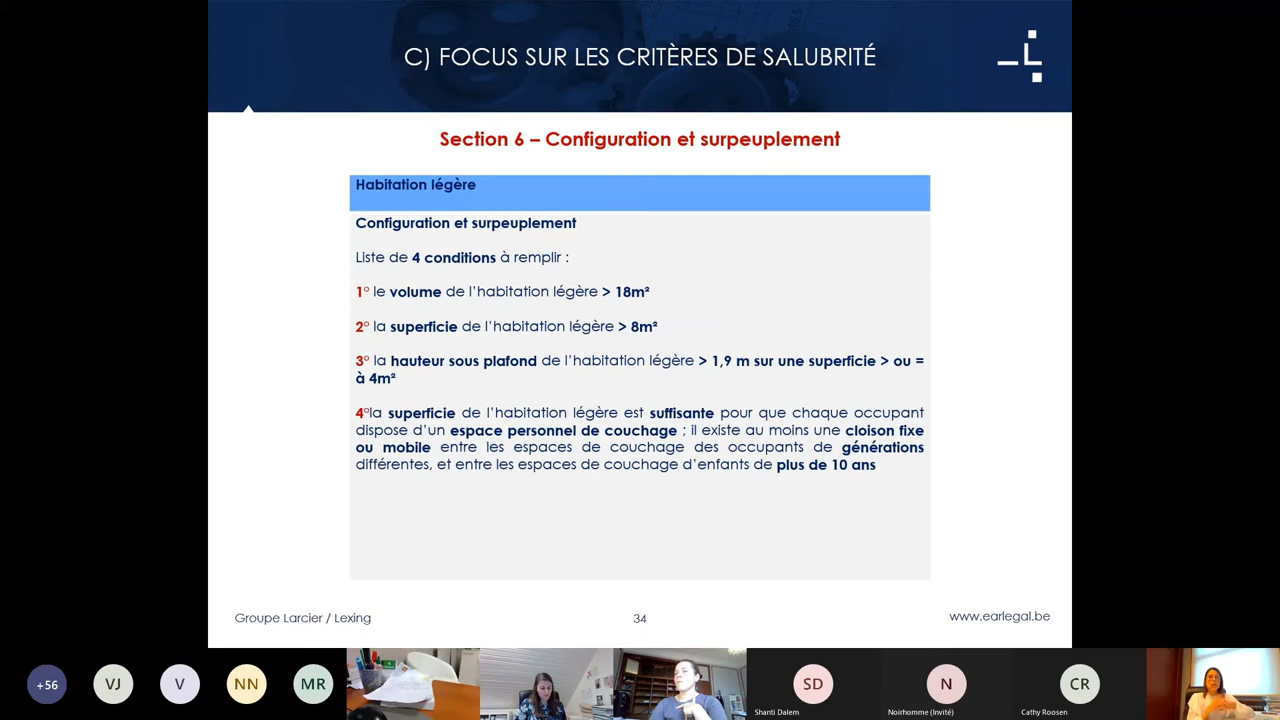 C) FOCUS SUR LES CRITÈRES DE SALUBRITÉ
Section 6 – Configuration et surpeuplement
Habitation légère
Configuration et surpeuplement
Liste de 4 conditions à remplir :
1° le volume de l’habitation légère > 18m²
2° la superficie de l’habitation légère > 8m²
3° la hauteur sous plafond de l’habitation légère > 1,9 m sur une superficie > ou =
à 4m²
4°la superficie de l’habitation légère est suffisante pour que chaque occupant
dispose d’un espace personnel de couchage ; il existe au moins une cloison fixe
ou mobile entre les espaces de couchage des occupants de générations
différentes, et entre les espaces de couchage d’enfants de plus de 10 ans
Groupe Larcier / Lexing
34
www.earlegal.be
+56
VJ
V
NN
MR
SD
N
CR
Shanti Dalem
Noirhomme (Invité)
Cathy Roosen